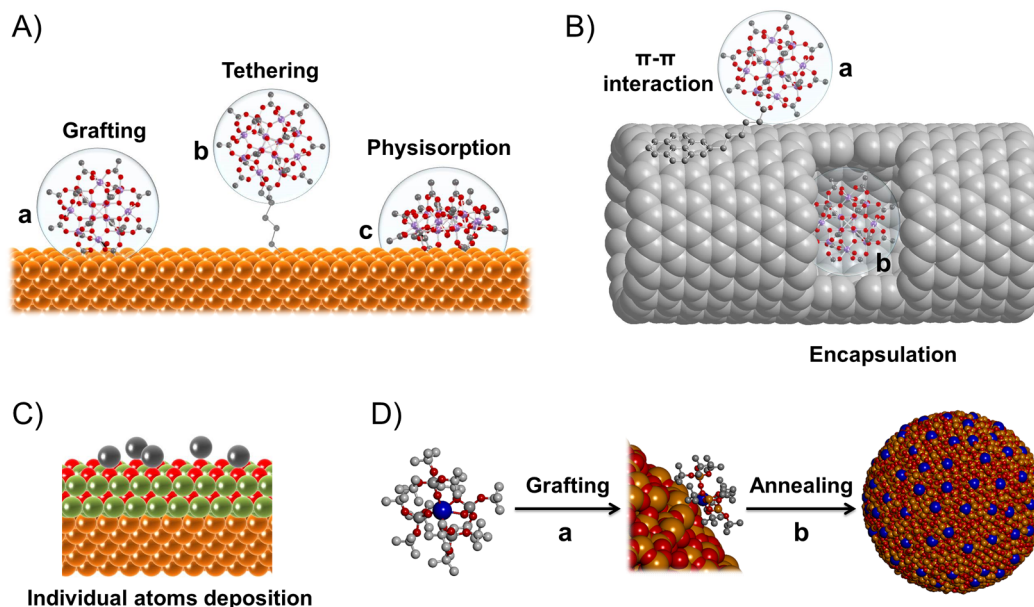 A)
Tethering
Grafting
b
Physisorption
a
c
B)
π-π
interaction
a
b
Encapsulation
C)
Individual atoms deposition
D)
Grafting
a
Annealing
b